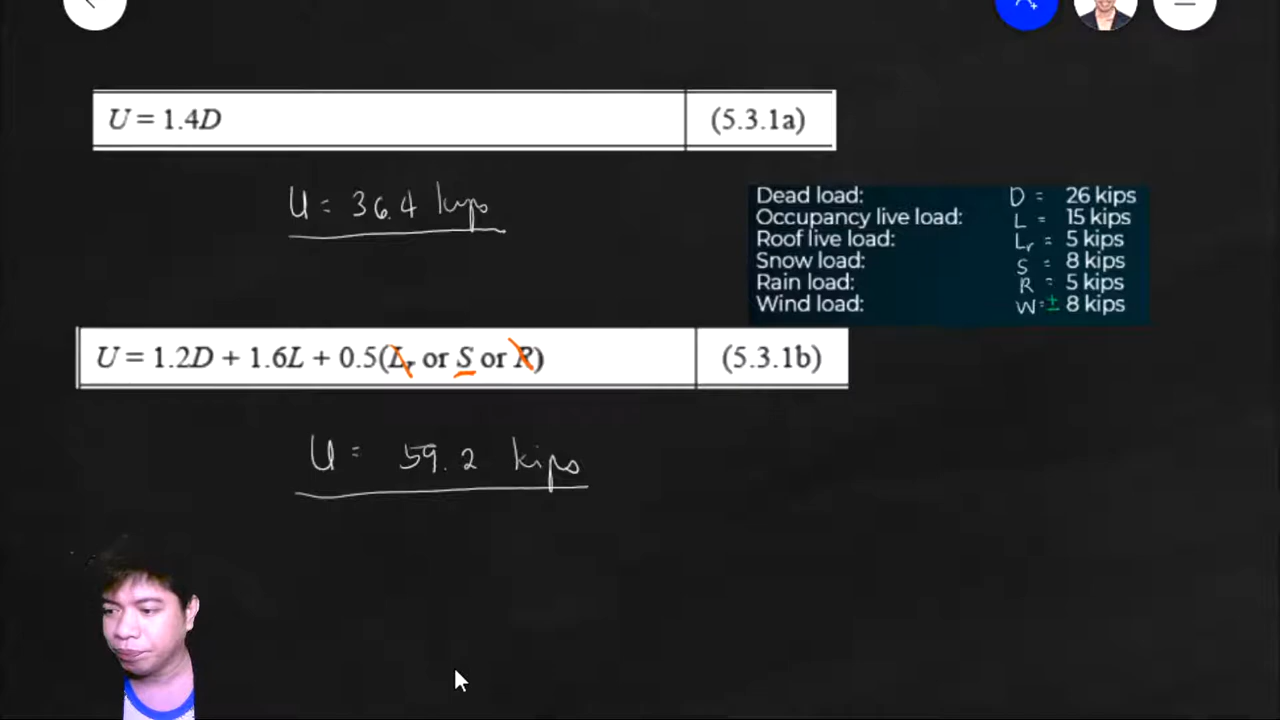 U = 1.4D (5.3.1a)
U = 36.4 kips
Dead load: D = 26 kips
Occupancy live load: L = 15 kips
Roof live load: Lr = 5 kips
Snow load: S = 8 kips
Rain load: R = 5 kips
Wind load: W = ± 8 kips
U = 1.2D + 1.6L + 0.5(Lr or S or R) (5.3.1b)
U = 59.2 kips